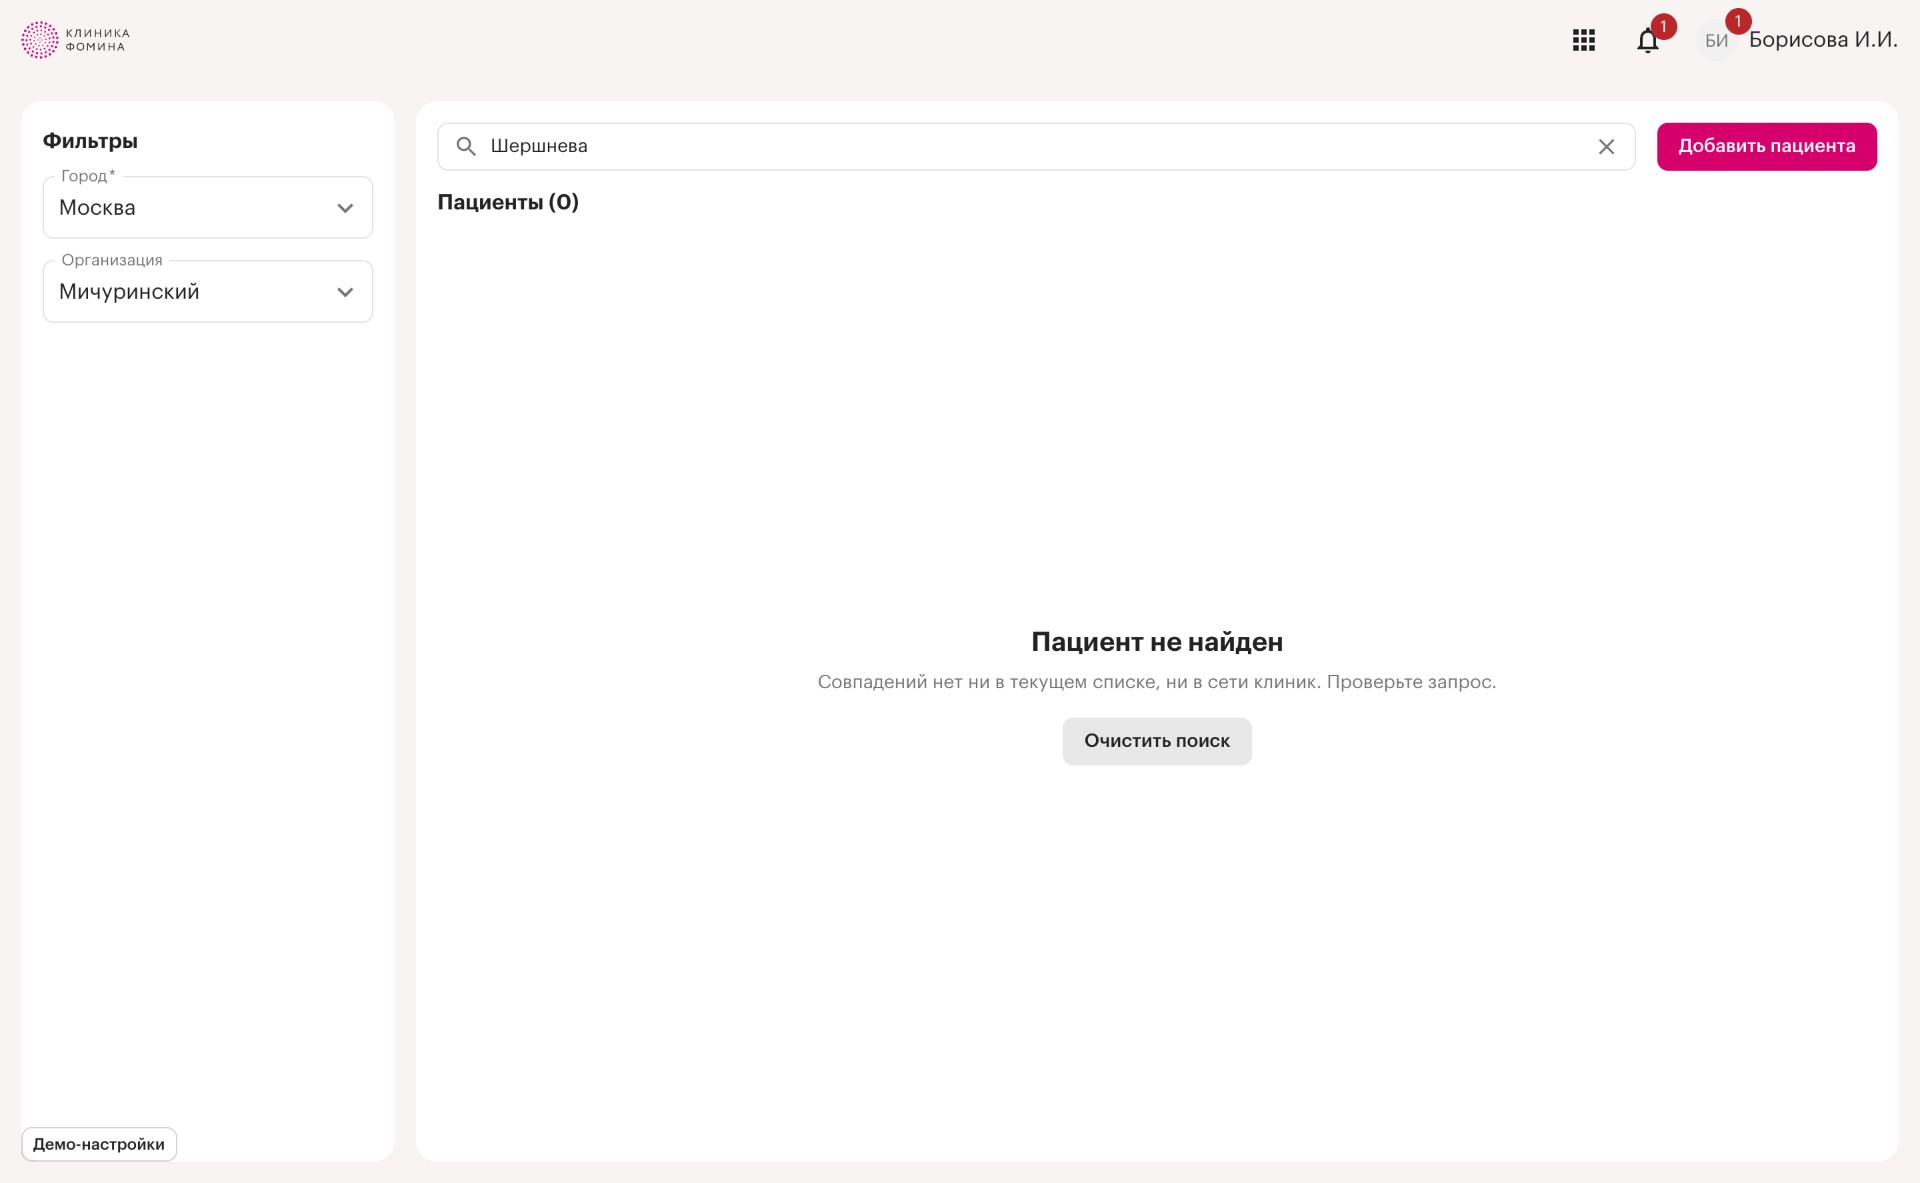 КЛИНИКА
ФОМИНА
1
БИ
1
Борисова И.И.
Фильтры
Город*
Москва
Организация
Мичуринский
Шершнева
Добавить пациента
Пациенты (0)
Пациент не найден
Совпадений нет ни в текущем списке, ни в сети клиник. Проверьте запрос.
Очистить поиск
Демо-настройки